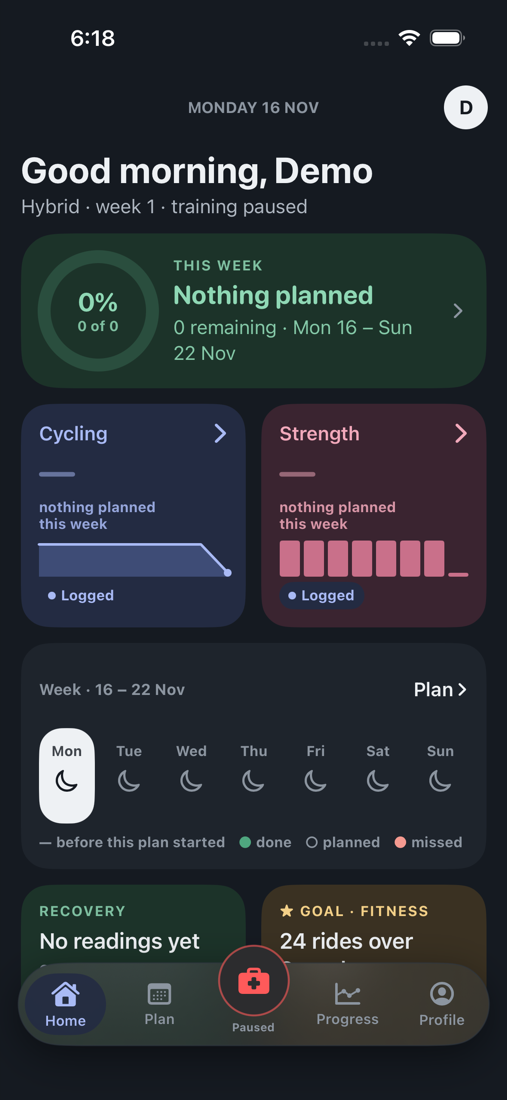 6:18
MONDAY 16 NOV
D
Good morning, Demo
Hybrid · week 1 · training paused
THIS WEEK
0%
0 of 0
Nothing planned
0 remaining · Mon 16 – Sun
22 Nov
Cycling
nothing planned
this week
Logged
Strength
nothing planned
this week
Logged
Week · 16 – 22 Nov
Plan
Mon Tue Wed Thu Fri Sat Sun
— before this plan started done planned missed
RECOVERY
No readings yet
GOAL · FITNESS
24 rides over
Home
Plan
Paused
Progress
Profile